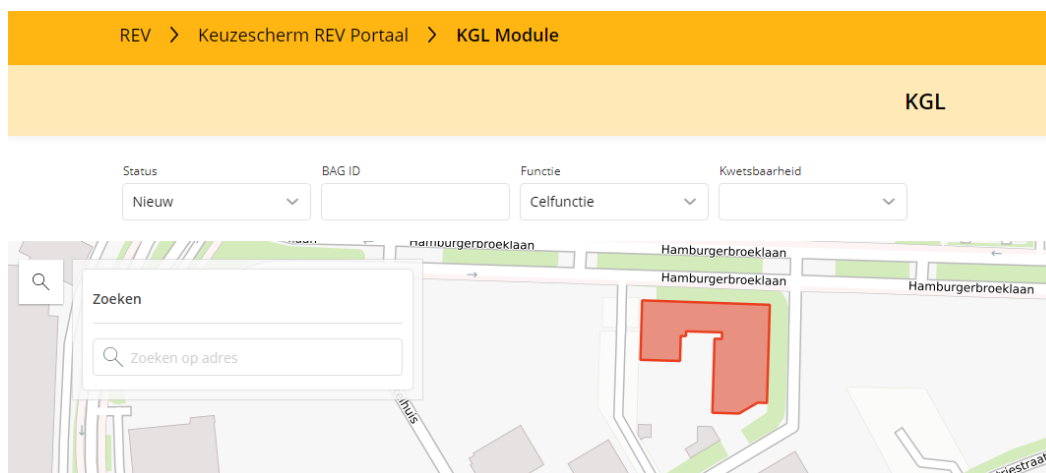 REV > Keuzescherm REV Portaal > KGL Module
KGL
Status
BAG ID
Functie
Kwetsbaarheid
Nieuw
Celfunctie
Hamburgerbroeklaan
Hamburgerbroeklaan
Hamburgerbroeklaan
Hamburgerbroeklaan
Zoeken
Zoeken op adres